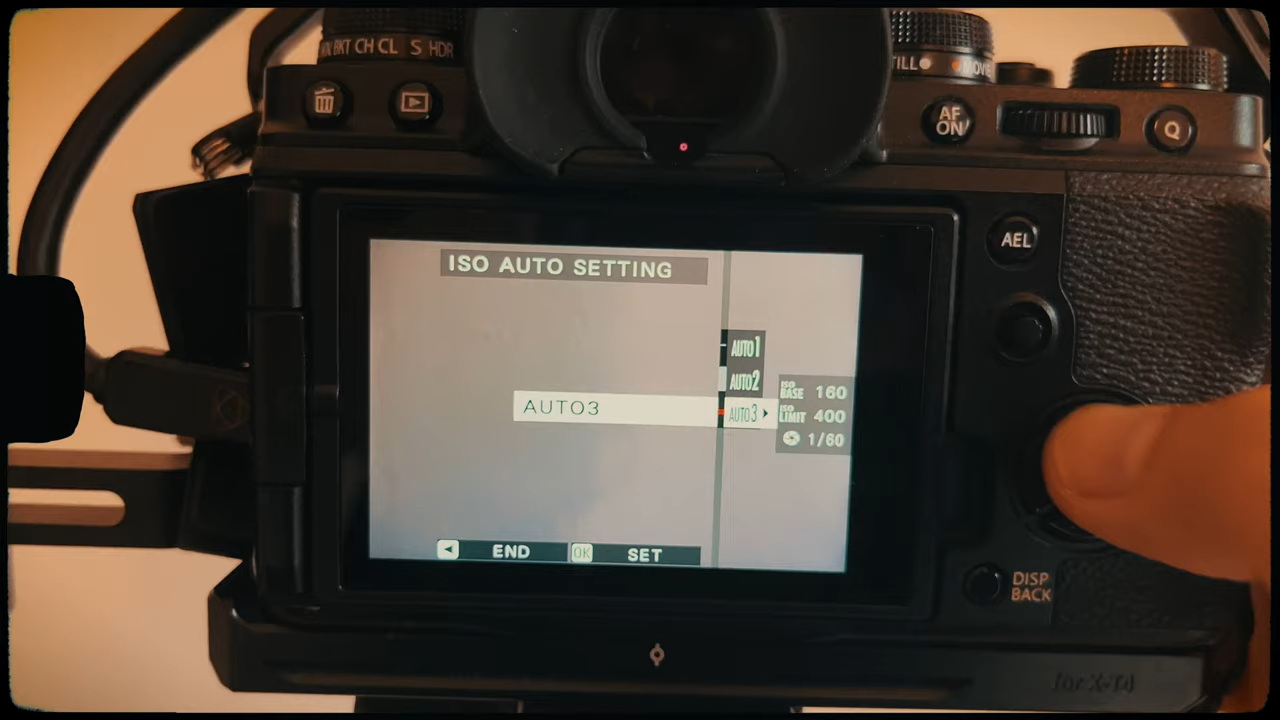 BKT CH CL S HDR
STILL MOVIE
AF
ON
Q
AEL
ISO AUTO SETTING
AUTO1
AUTO2
AUTO3
AUTO3
ISO
BASE 160
ISO
LIMIT 400
1/60
END
OK SET
DISP
BACK
for X-T4